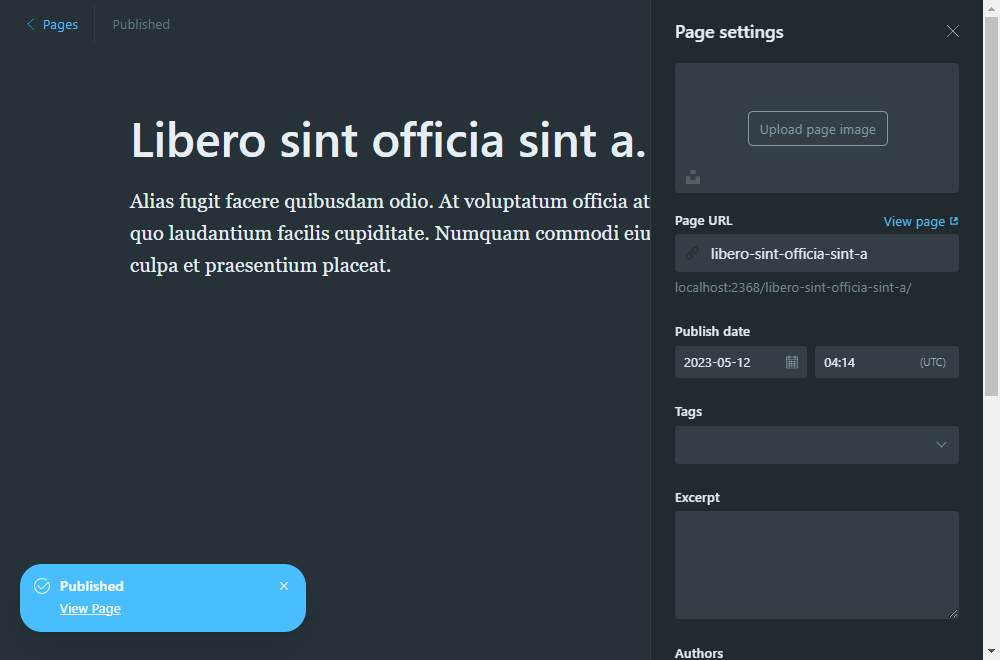 Pages
Published
Libero sint officia sint a.
Alias fugit facere quibusdam odio. At voluptatum officia at
quo laudantium facilis cupiditate. Numquam commodi eiu
culpa et praesentium placeat.
Published
View Page
Page settings
Upload page image
Page URL
View page
libero-sint-officia-sint-a
localhost:2368/libero-sint-officia-sint-a/
Publish date
2023-05-12
04:14
(UTC)
Tags
Excerpt
Authors